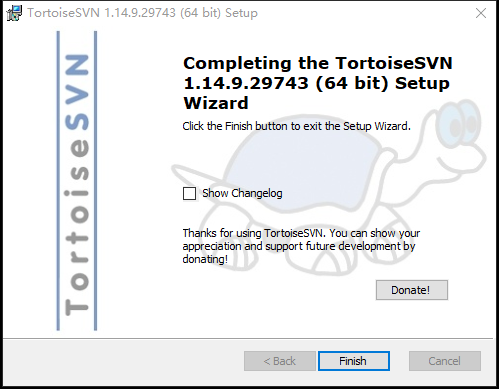 TortoiseSVN 1.14.9.29743 (64 bit) Setup
TortoiseSVN
Completing the TortoiseSVN
1.14.9.29743 (64 bit) Setup
Wizard
Click the Finish button to exit the Setup Wizard.
Show Changelog
Thanks for using TortoiseSVN. You can show your
appreciation and support future development by
donating!
Donate!
< Back
Finish
Cancel